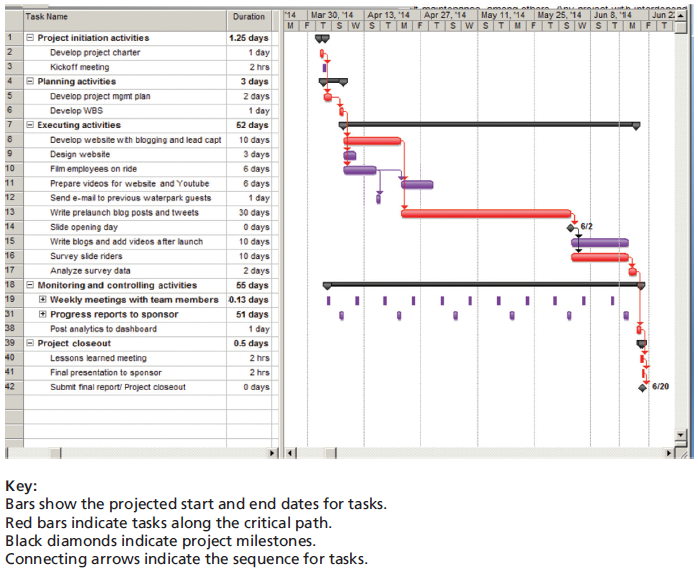 't maintenance, among others. Any project with interdepend
Task Name Duration '14 Mar 30, '14 Apr 13, '14 Apr 27, '14 May 11, '14 May 25, '14 Jun 8, '14 Jun 22
M F T S W M F T S W M F T S W M F T S W M F T
1 Project initiation activities 1.25 days
2 Develop project charter 1 day
3 Kickoff meeting 2 hrs
4 Planning activities 3 days
5 Develop project mgmt plan 2 days
6 Develop WBS 1 day
7 Executing activities 52 days
8 Develop website with blogging and lead capt 10 days
9 Design website 3 days
10 Film employees on ride 6 days
11 Prepare videos for website and Youtube 6 days
12 Send e-mail to previous waterpark guests 1 day
13 Write prelaunch blog posts and tweets 30 days
14 Slide opening day 0 days 6/2
15 Write blogs and add videos after launch 10 days
16 Survey slide riders 10 days
17 Analyze survey data 2 days
18 Monitoring and controlling activities 55 days
19 Weekly meetings with team members 0.13 days
31 Progress reports to sponsor 51 days
38 Post analytics to dashboard 1 day
39 Project closeout 0.5 days
40 Lessons learned meeting 2 hrs
41 Final presentation to sponsor 2 hrs
42 Submit final report/ Project closeout 0 days 6/20
Key:
Bars show the projected start and end dates for tasks.
Red bars indicate tasks along the critical path.
Black diamonds indicate project milestones.
Connecting arrows indicate the sequence for tasks.